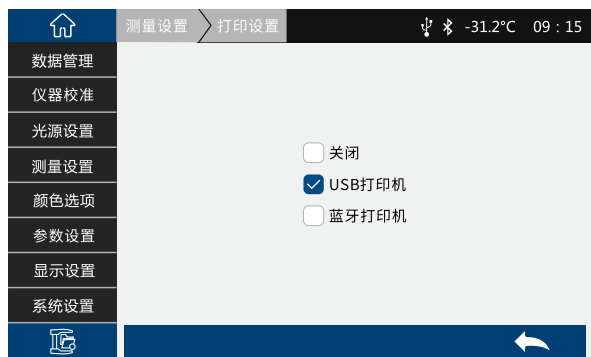 测量设置 打印设置 -31.2°C 09：15
数据管理
仪器校准
光源设置
测量设置
颜色选项
参数设置
显示设置
系统设置
关闭
USB打印机
蓝牙打印机